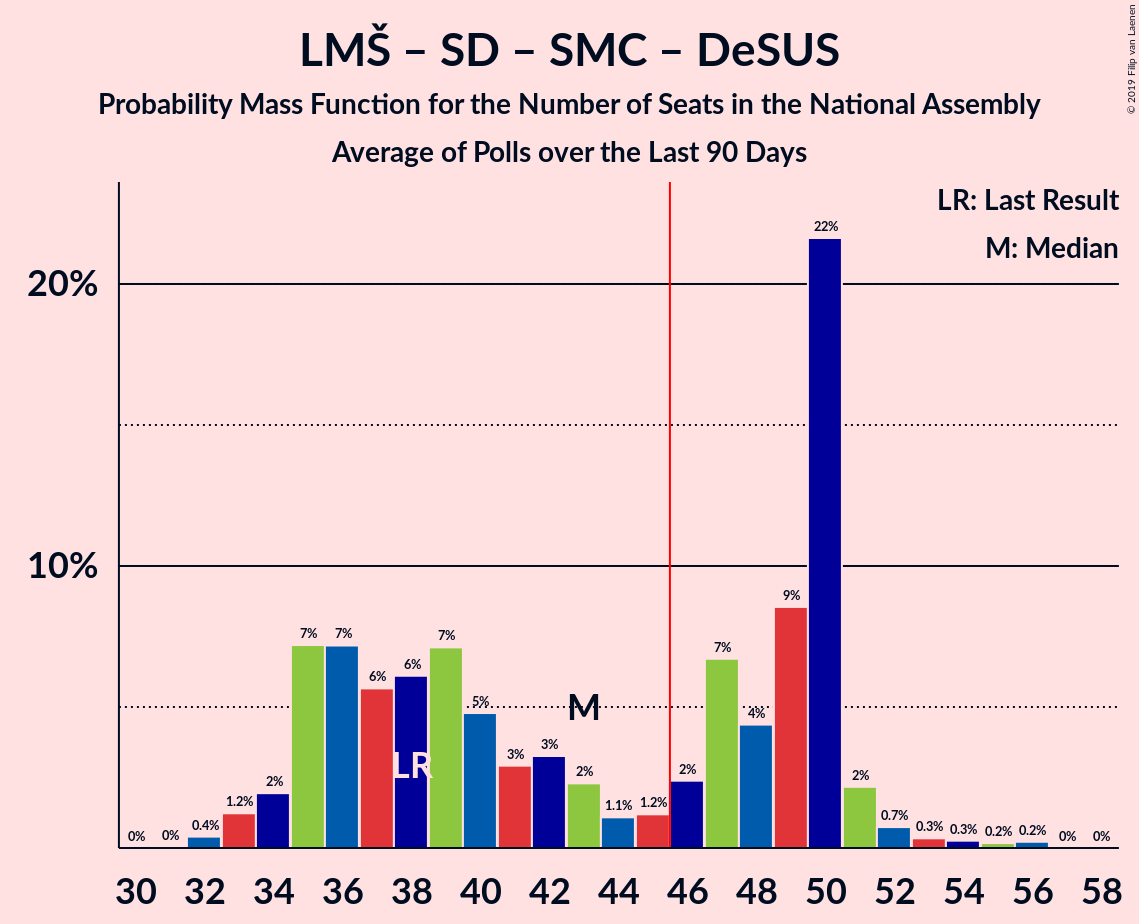 LMŠ – SD – SMC – DeSUS
Probability Mass Function for the Number of Seats in the National Assembly
Average of Polls over the Last 90 Days
© 2019 Filip van Laenen
LR: Last Result
M: Median
20%
10%
0% 0% 0.4% 1.2% 2% 7% 7% 6% 6% 7% 5% 3% 3% 2% 1.1% 1.2% 2% 7% 4% 9% 22% 2% 0.7% 0.3% 0.3% 0.2% 0.2% 0% 0%
M
LR
30 32 34 36 38 40 42 44 46 48 50 52 54 56 58